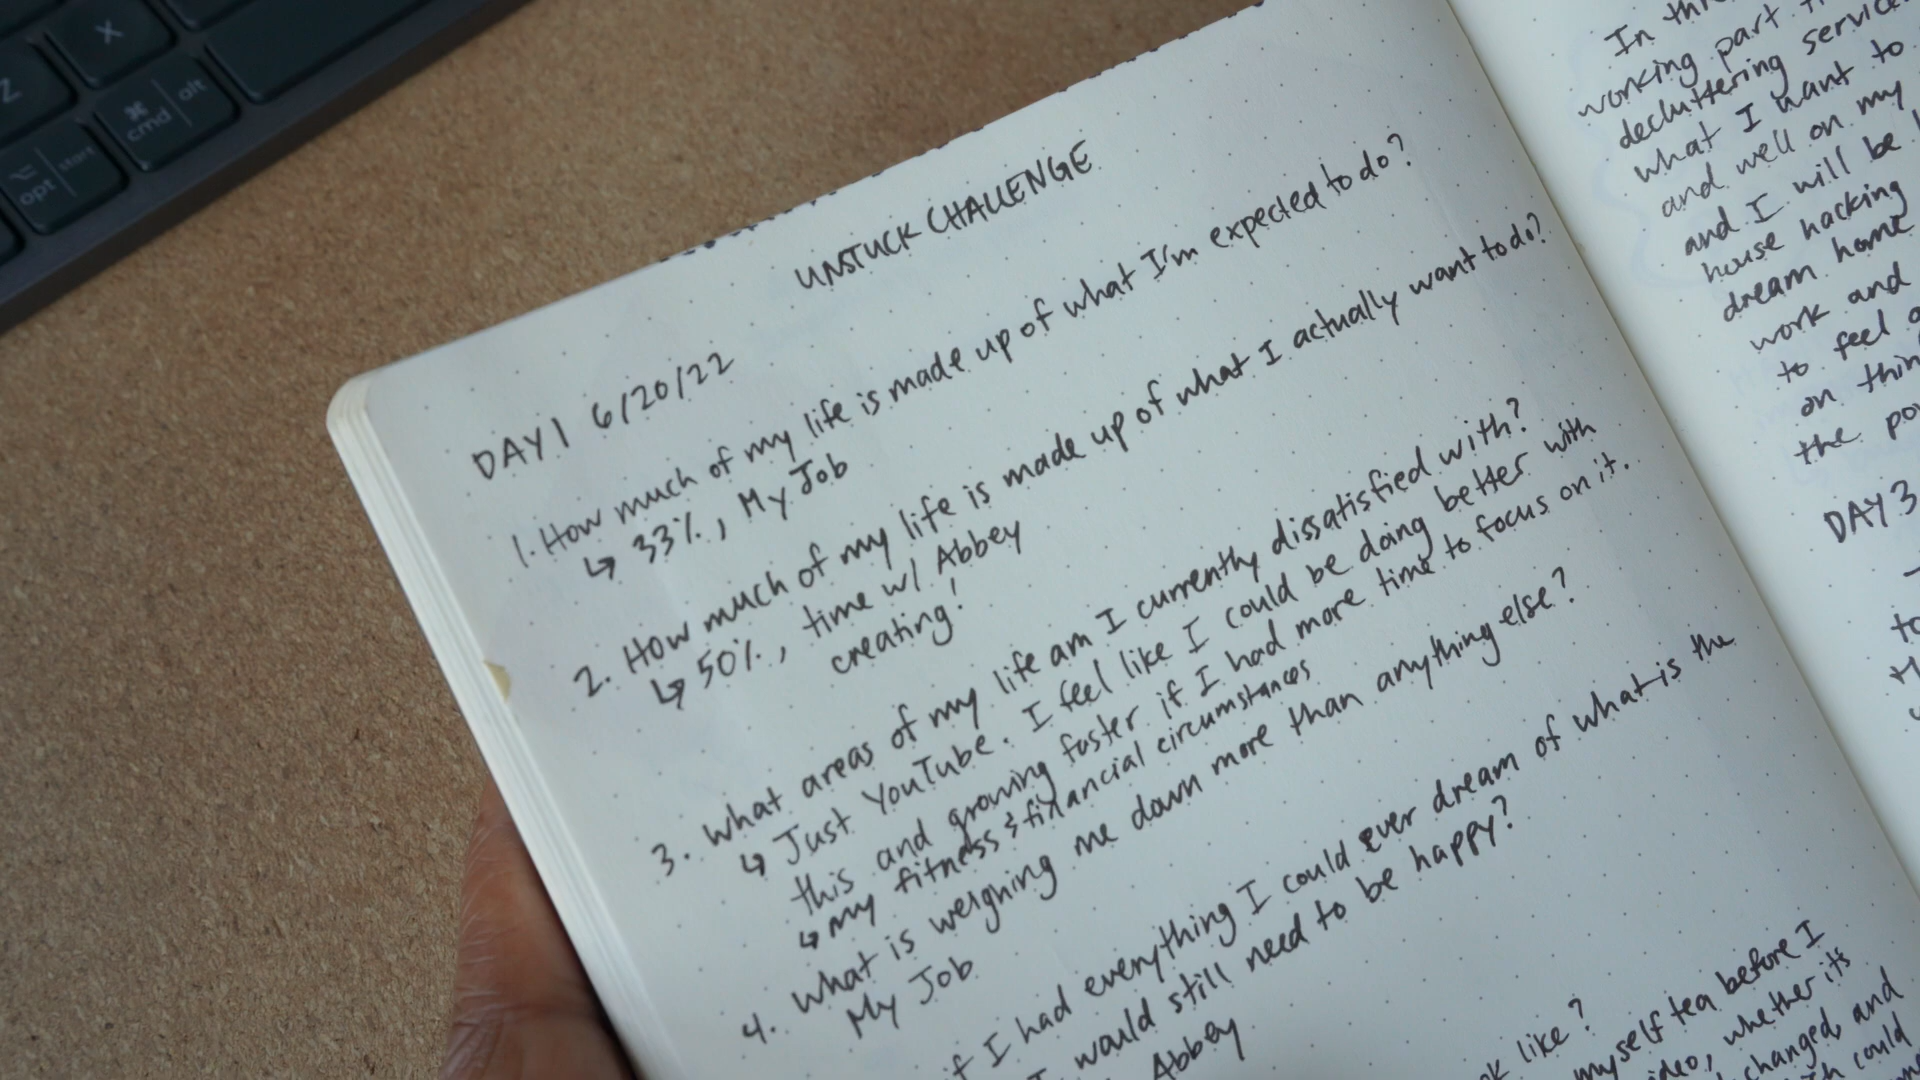 Z
X
⌘
cmd
alt
⌥
opt
start
UNSTUCK CHALLENGE
DAY 1 6/20/22
1. How much of my life is made up of what I'm expected to do?
↳ 33%, My Job
2. How much of my life is made up of what I actually want to do?
↳ 50%, time w/ Abbey
creating!
3. What areas of my life am I currently dissatisfied with?
↳ Just YouTube. I feel like I could be doing better with
this and growing faster if I had more time to focus on it.
↳ my fitness & financial circumstances
4. What is weighing me down more than anything else?
My Job
if I had everything I could ever dream of what is the
I would still need to be happy?
Abbey
like?
myself tea before I
whether it's
changed, and
could
In
working part
decluttering service
what I want to
and well on my
and I will be
house hacking
dream home
work and
to feel
on
the
DAY 3